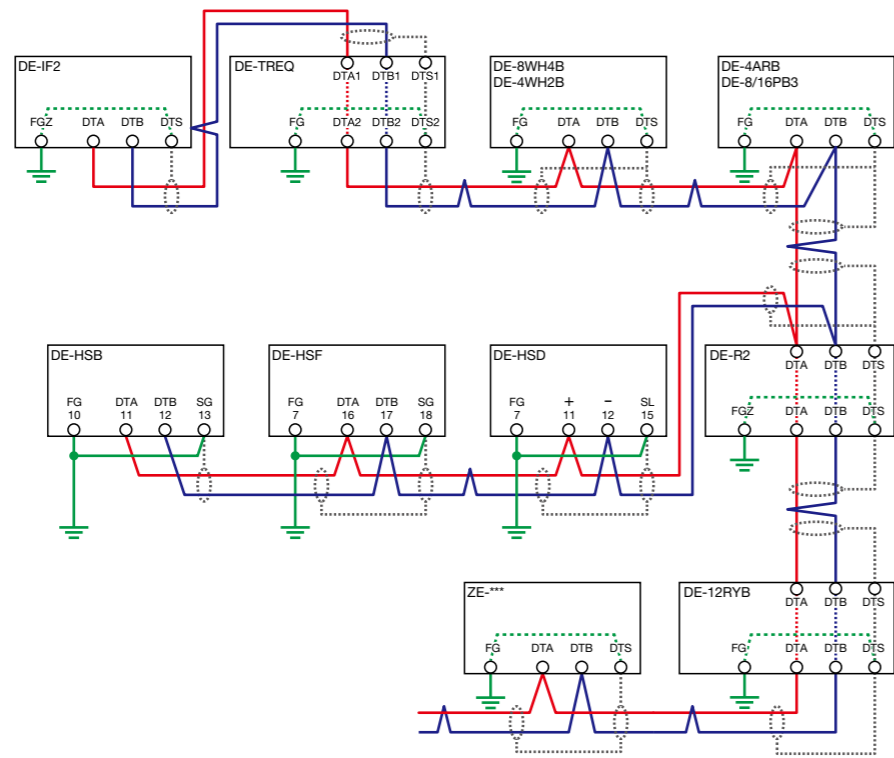 DE-IF2
FGZ DTA DTB DTS
DE-TREQ
DTA1 DTB1 DTS1
FG DTA2 DTB2 DTS2
DE-8WH4B
DE-4WH2B
FG DTA DTB DTS
DE-4ARB
DE-8/16PB3
FG DTA DTB DTS
DE-HSB
FG DTA DTB SG
10 11 12 13
DE-HSF
FG DTA DTB SG
7 16 17 18
DE-HSD
FG + − SL
7 11 12 15
DE-R2
DTA DTB DTS
FGZ DTA DTB DTS
ZE-***
FG DTA DTB DTS
DE-12RYB
DTA DTB DTS
FG DTA DTB DTS